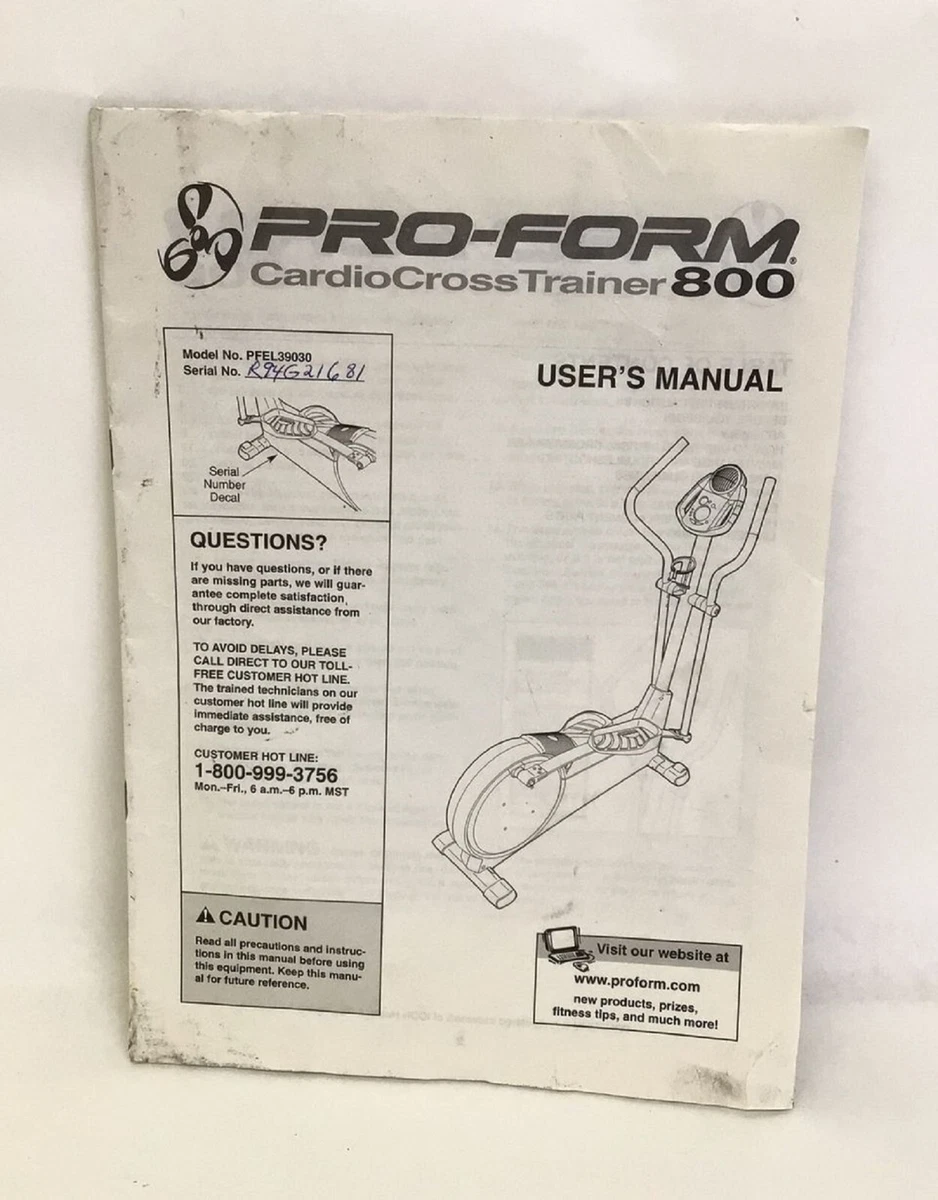 PRO-FORM®
CardioCrossTrainer 800
Model No. PFEL39030
Serial No. R94G21681
Serial
Number
Decal
USER'S MANUAL
QUESTIONS?
If you have questions, or if there
are missing parts, we will guar-
antee complete satisfaction
through direct assistance from
our factory.
TO AVOID DELAYS, PLEASE
CALL DIRECT TO OUR TOLL-
FREE CUSTOMER HOT LINE.
The trained technicians on our
customer hot line will provide
immediate assistance, free of
charge to you.
CUSTOMER HOT LINE:
1-800-999-3756
Mon.–Fri., 6 a.m.–6 p.m. MST
CAUTION
Read all precautions and instruc-
tions in this manual before using
this equipment. Keep this manu-
al for future reference.
Visit our website at
www.proform.com
new products, prizes,
fitness tips, and much more!